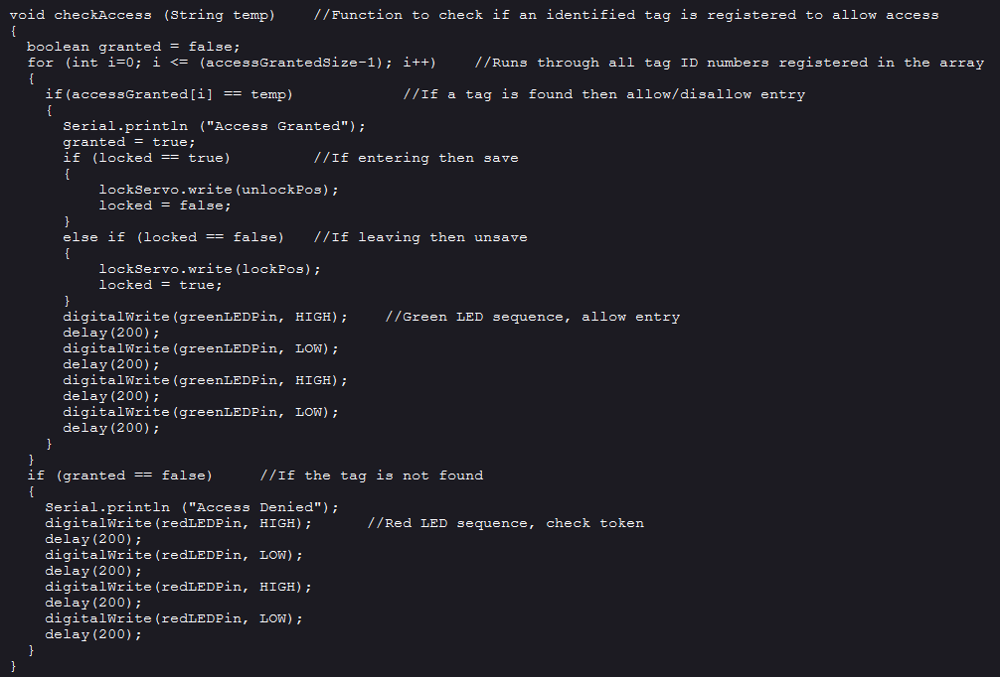 void checkAccess (String temp)    //Function to check if an identified tag is registered to allow access
{
  boolean granted = false;
  for (int i=0; i <= (accessGrantedSize-1); i++)    //Runs through all tag ID numbers registered in the array
  {
    if(accessGranted[i] == temp)            //If a tag is found then allow/disallow entry
    {
      Serial.println ("Access Granted");
      granted = true;
      if (locked == true)         //If entering then save
      {
          lockServo.write(unlockPos);
          locked = false;
      }
      else if (locked == false)   //If leaving then unsave
      {
          lockServo.write(lockPos);
          locked = true;
      }
      digitalWrite(greenLEDPin, HIGH);    //Green LED sequence, allow entry
      delay(200);
      digitalWrite(greenLEDPin, LOW);
      delay(200);
      digitalWrite(greenLEDPin, HIGH);
      delay(200);
      digitalWrite(greenLEDPin, LOW);
      delay(200);
    }
  }
  if (granted == false)     //If the tag is not found
  {
    Serial.println ("Access Denied");
    digitalWrite(redLEDPin, HIGH);      //Red LED sequence, check token
    delay(200);
    digitalWrite(redLEDPin, LOW);
    delay(200);
    digitalWrite(redLEDPin, HIGH);
    delay(200);
    digitalWrite(redLEDPin, LOW);
    delay(200);
  }
}